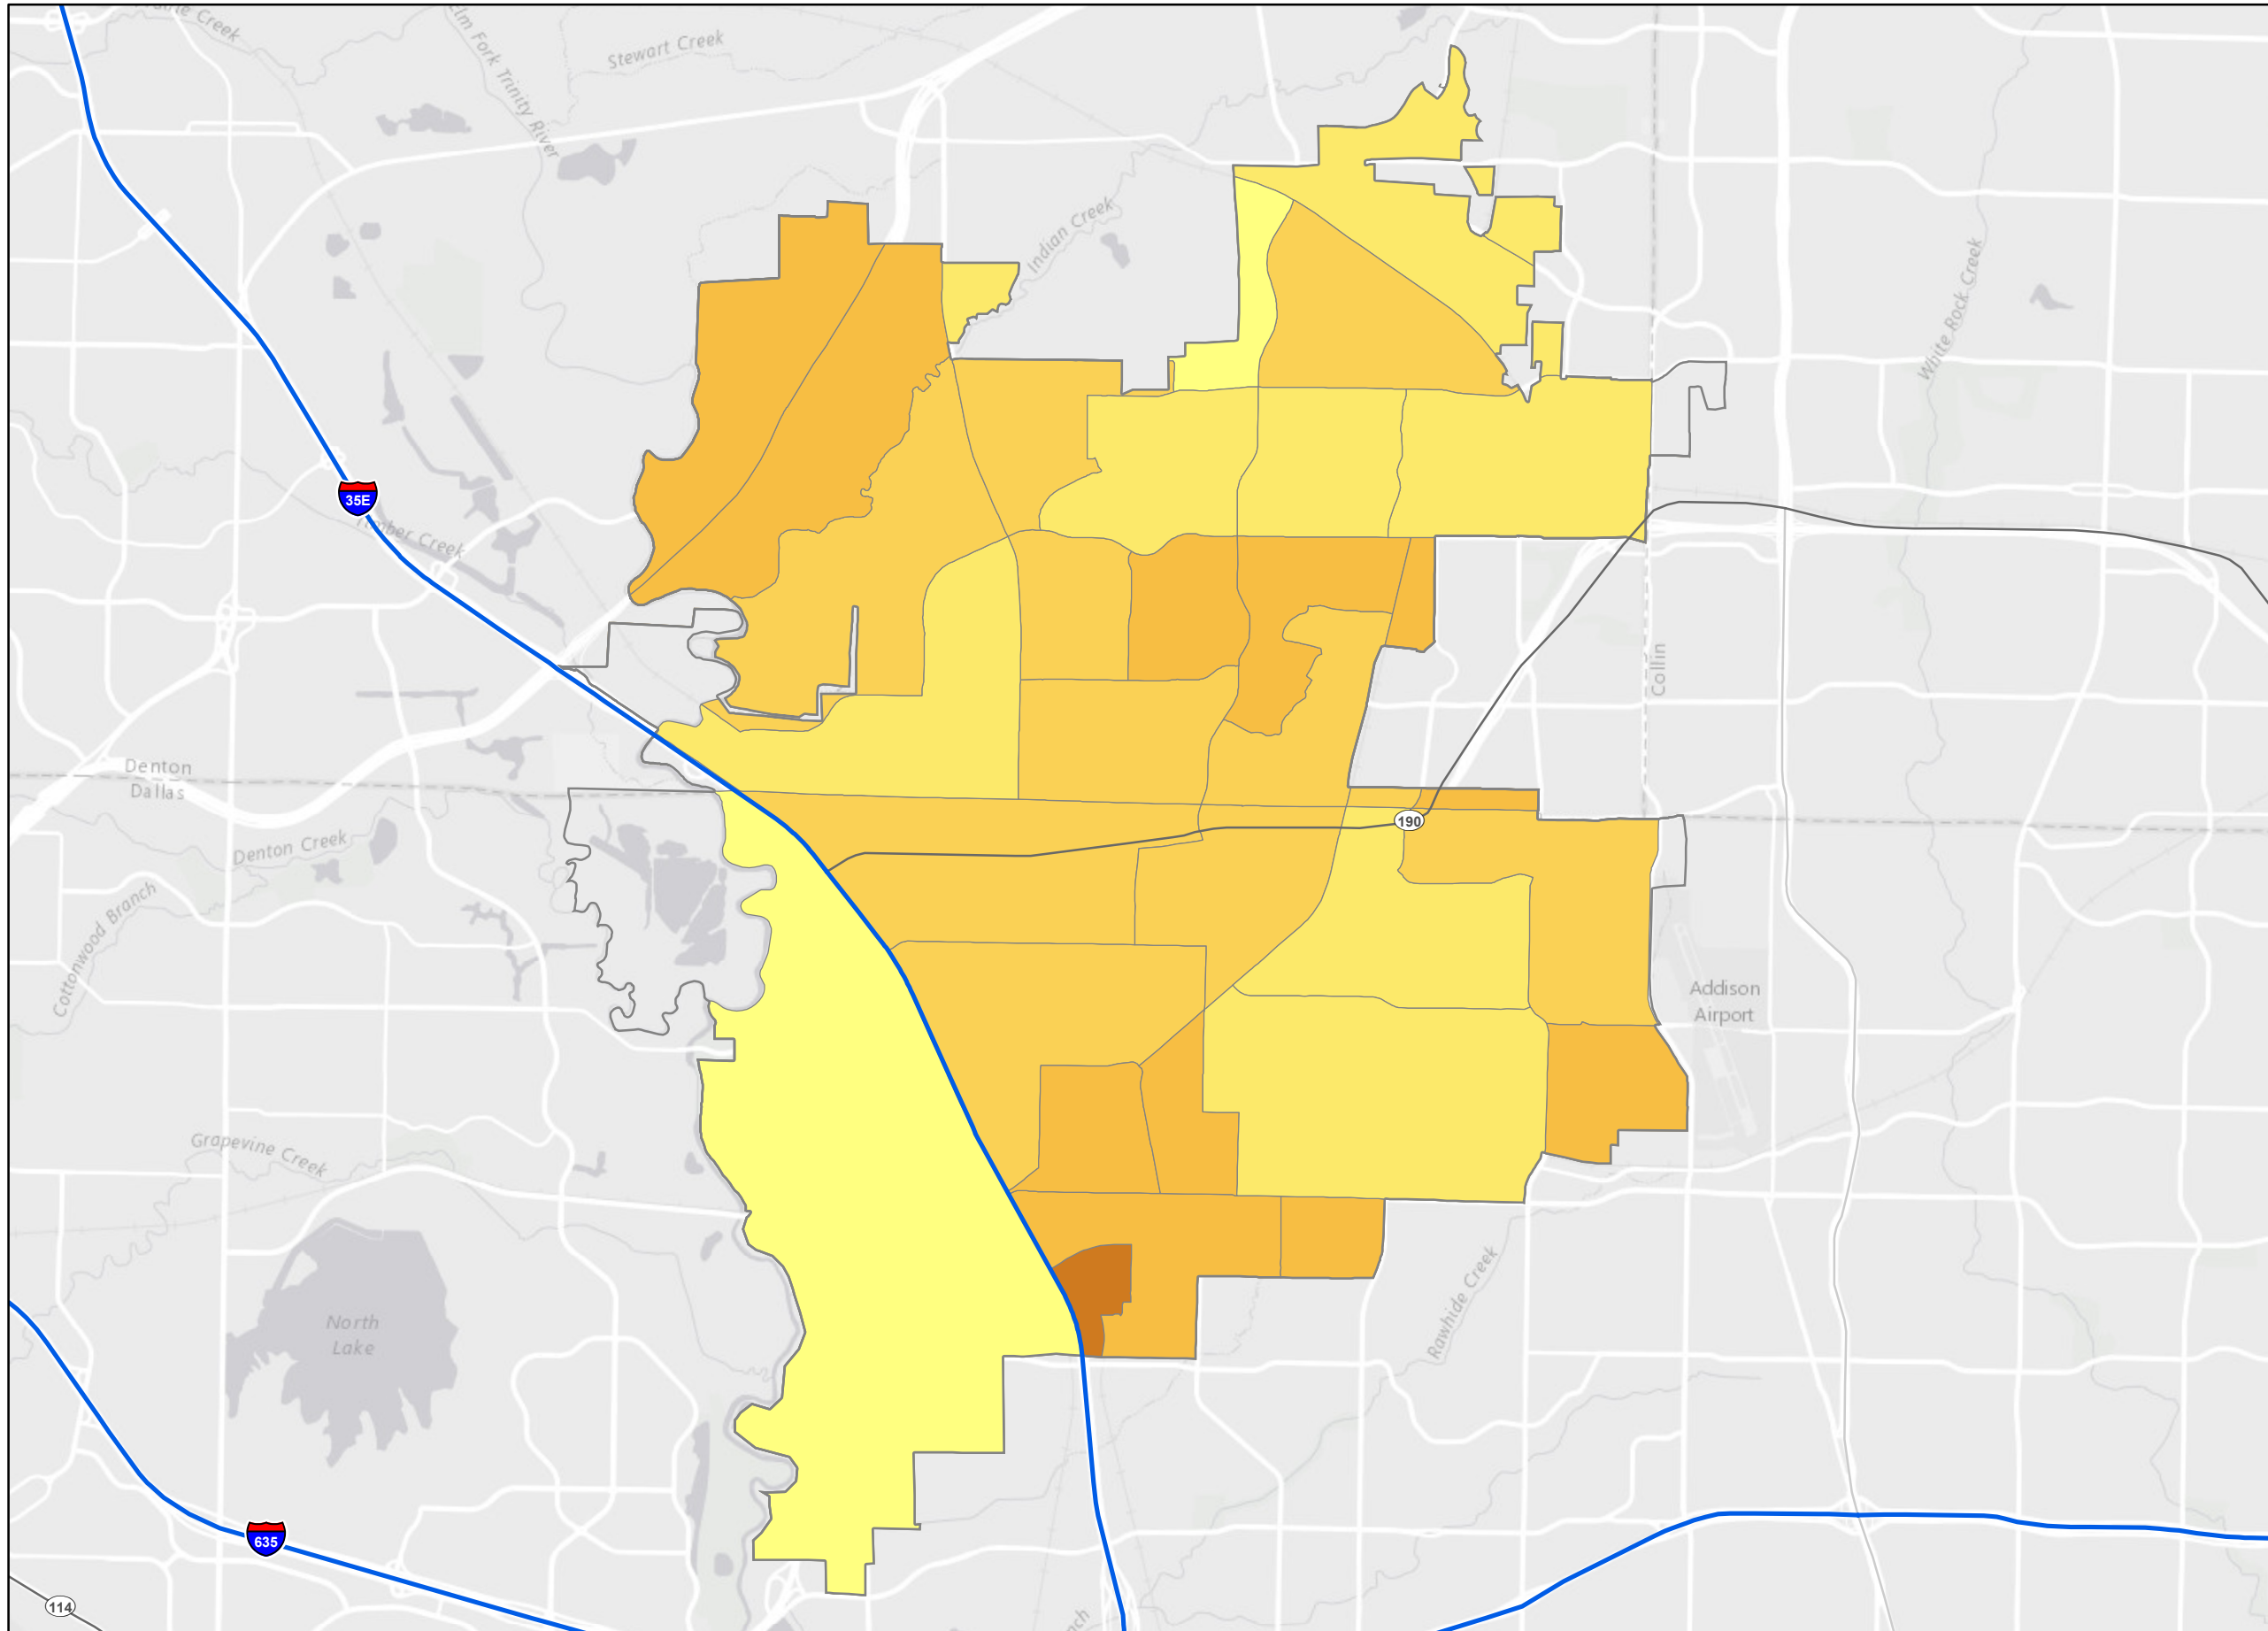 Stewart Creek
Elm Fork Trinity River
Indian Creek
White Rock Creek
35E
Timber Creek
Collin
Denton
Dallas
190
Denton Creek
Cottonwood Branch
Addison
Airport
Grapevine Creek
North
Lake
Rawhide Creek
635
114